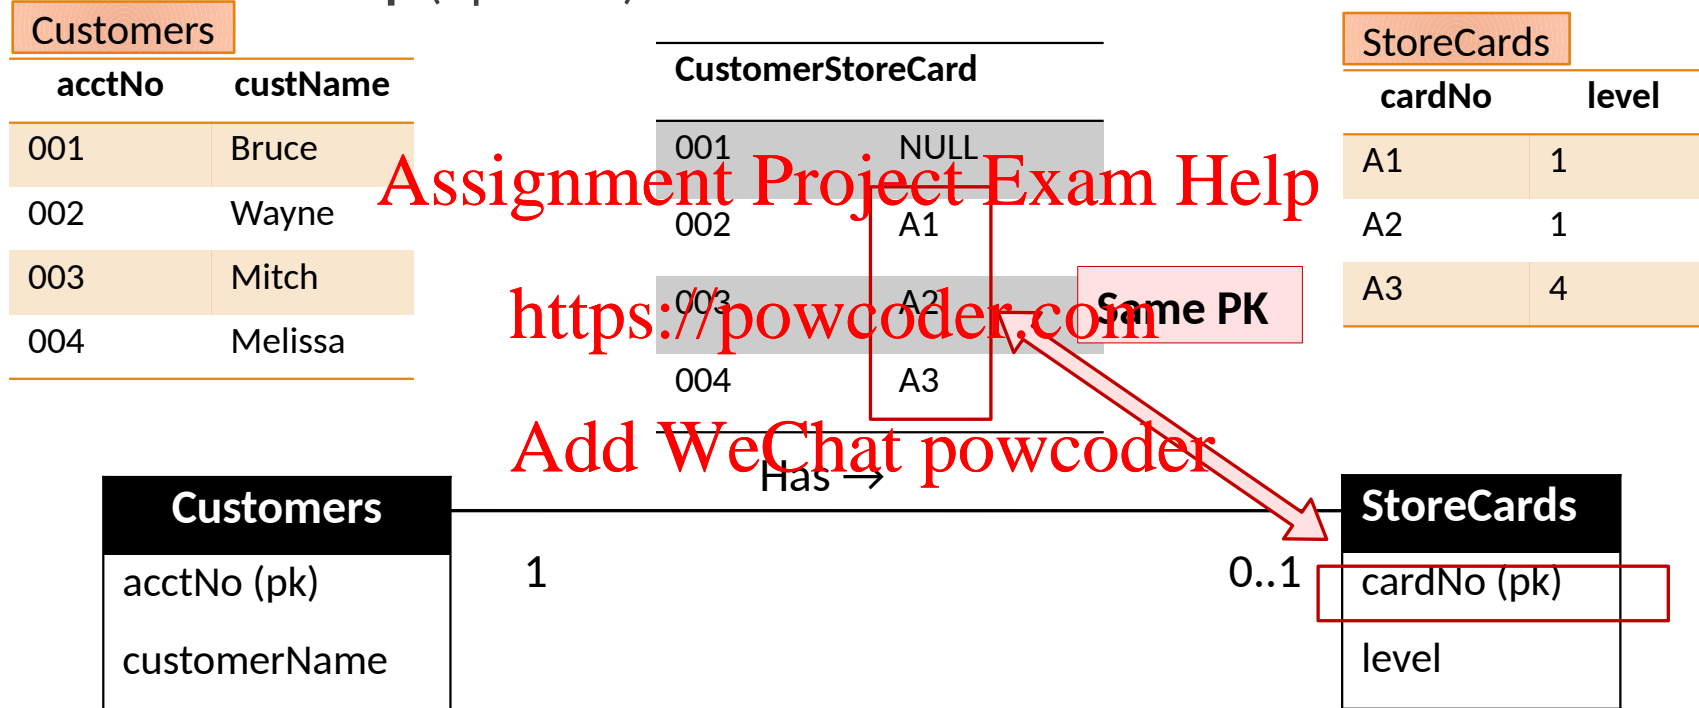 Customers
acctNo custName
001 Bruce
002 Wayne
003 Mitch
004 Melissa
CustomerStoreCard
001 NULL
002 A1
003 A2
004 A3
StoreCards
cardNo level
A1 1
A2 1
A3 4
Assignment Project Exam Help
https://powcoder.com
Add WeChat powcoder
Same PK
Has →
Customers
acctNo (pk)
customerName
1
0..1
StoreCards
cardNo (pk)
level